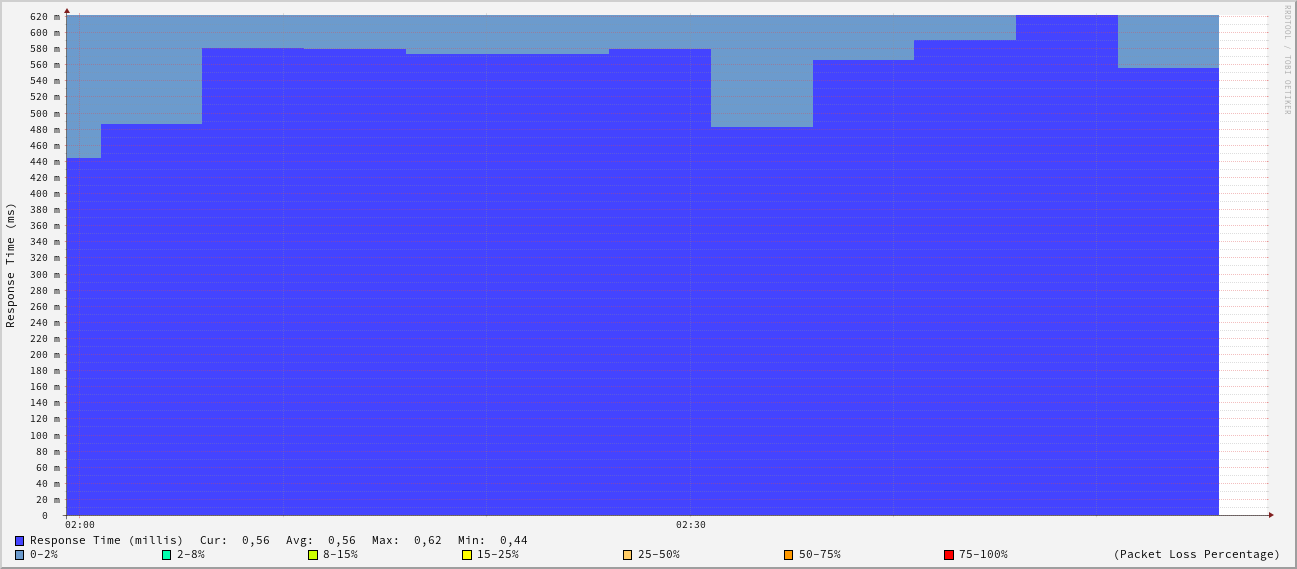 RRDTOOL / TOBI OETIKER
Response Time (ms)
620 m
600 m
580 m
560 m
540 m
520 m
500 m
480 m
460 m
440 m
420 m
400 m
380 m
360 m
340 m
320 m
300 m
280 m
260 m
240 m
220 m
200 m
180 m
160 m
140 m
120 m
100 m
80 m
60 m
40 m
20 m
0
02:00 02:30
Response Time (millis) Cur: 0,56 Avg: 0,56 Max: 0,62 Min: 0,44
0-2% 2-8% 8-15% 15-25% 25-50% 50-75% 75-100% (Packet Loss Percentage)